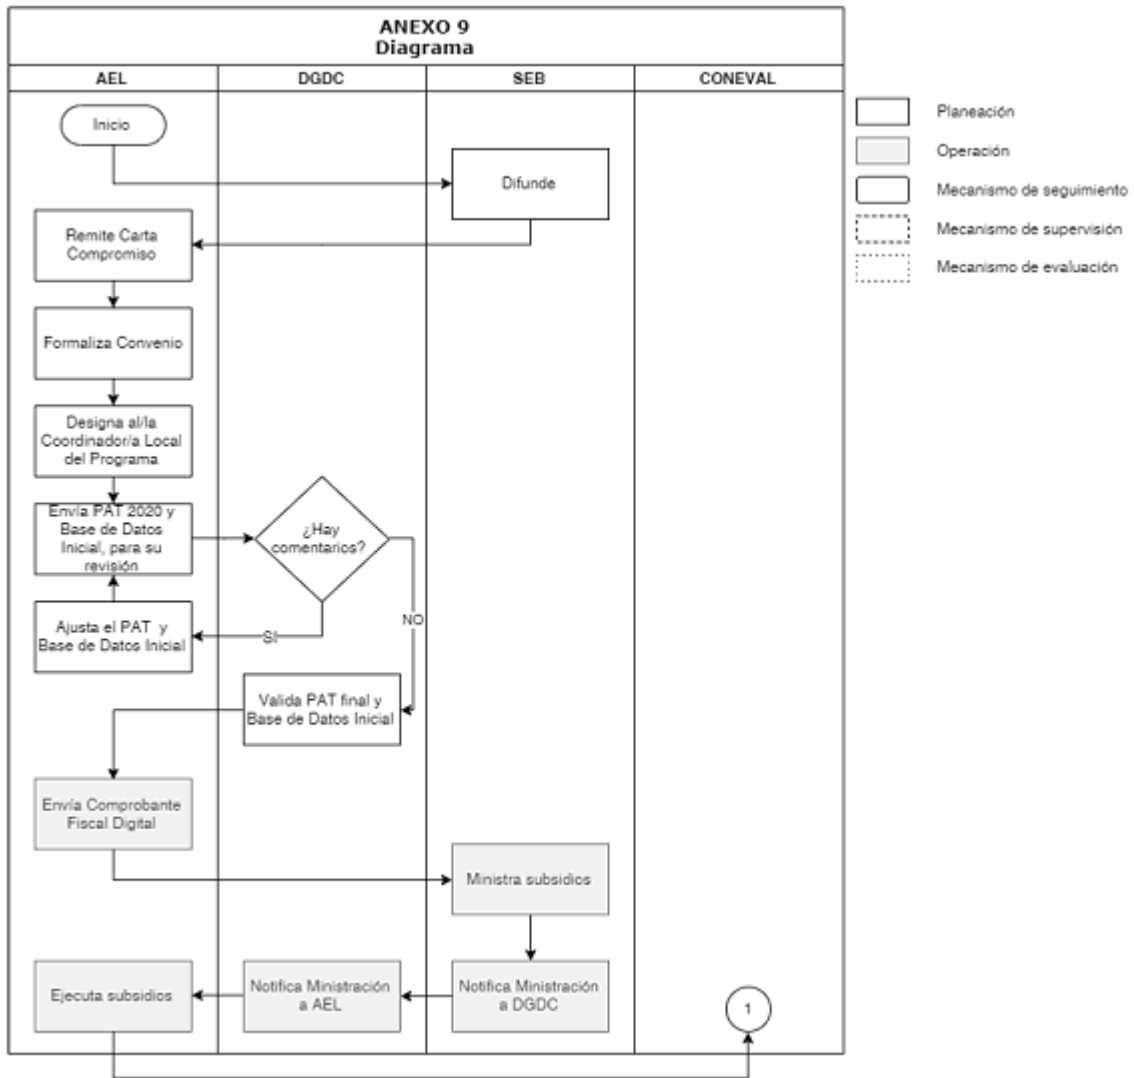 ANEXO 9
Diagrama
AEL
DGDC
SEB
CONEVAL
Inicio
Difunde
Remite Carta
Compromiso
Formaliza Convenio
Designa al/la
Coordinador/a Local
del Programa
Envía PAT 2020 y
Base de Datos
Inicial, para su
revisión
¿Hay
comentarios?
SI
NO
Ajusta el PAT y
Base de Datos Inicial
Valida PAT final y
Base de Datos Inicial
Envía Comprobante
Fiscal Digital
Ministra subsidios
Notifica Ministración
a DGDC
Notifica Ministración
a AEL
Ejecuta subsidios
1
Planeación
Operación
Mecanismo de seguimiento
Mecanismo de supervisión
Mecanismo de evaluación